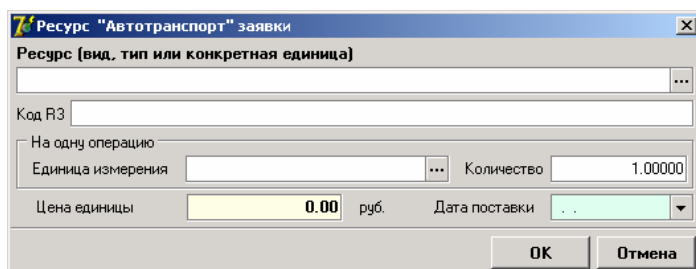 Ресурс "Автотранспорт" заявки
Ресурс (вид, тип или конкретная единица)
...
Код R3
На одну операцию
Единица измерения ... Количество 1.00000
Цена единицы 0.00 руб. Дата поставки . .
OK Отмена